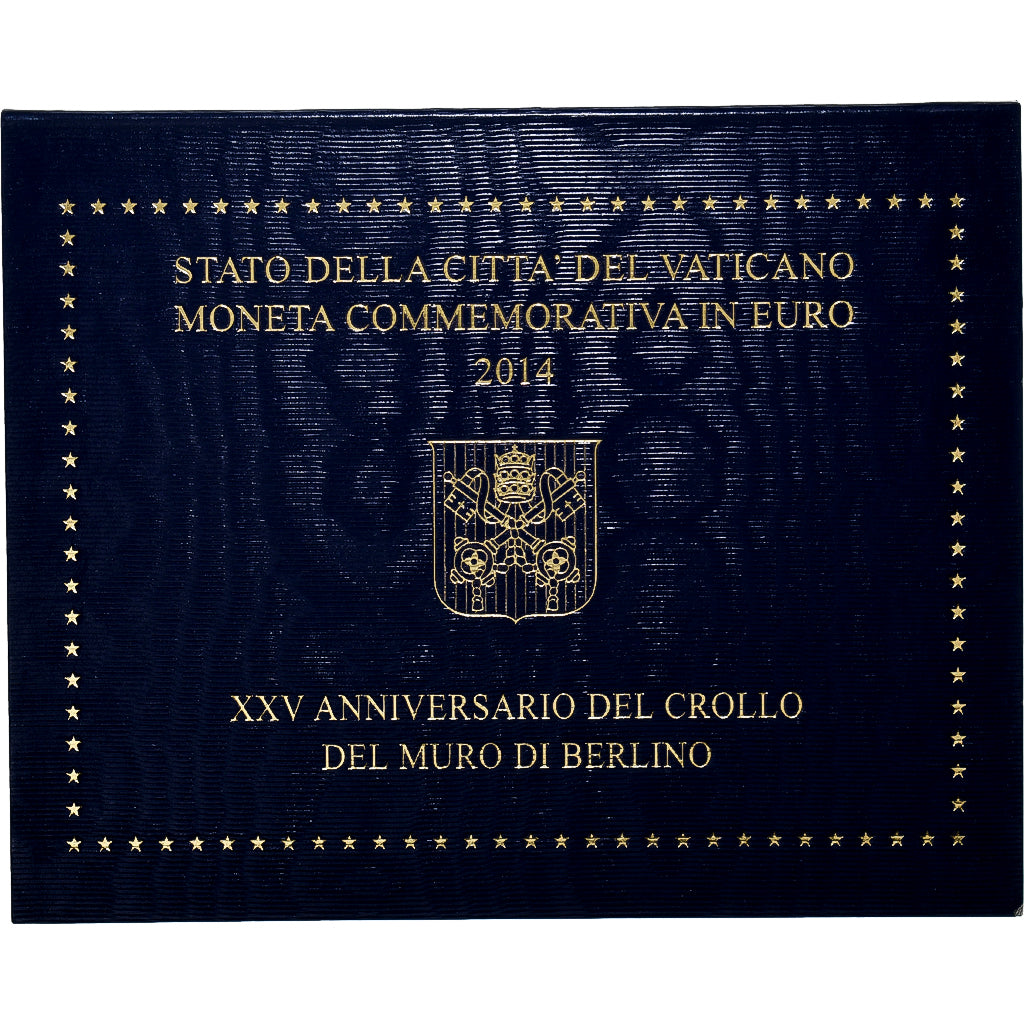 STATO DELLA CITTA' DEL VATICANO
MONETA COMMEMORATIVA IN EURO
2014
XXV ANNIVERSARIO DEL CROLLO
DEL MURO DI BERLINO